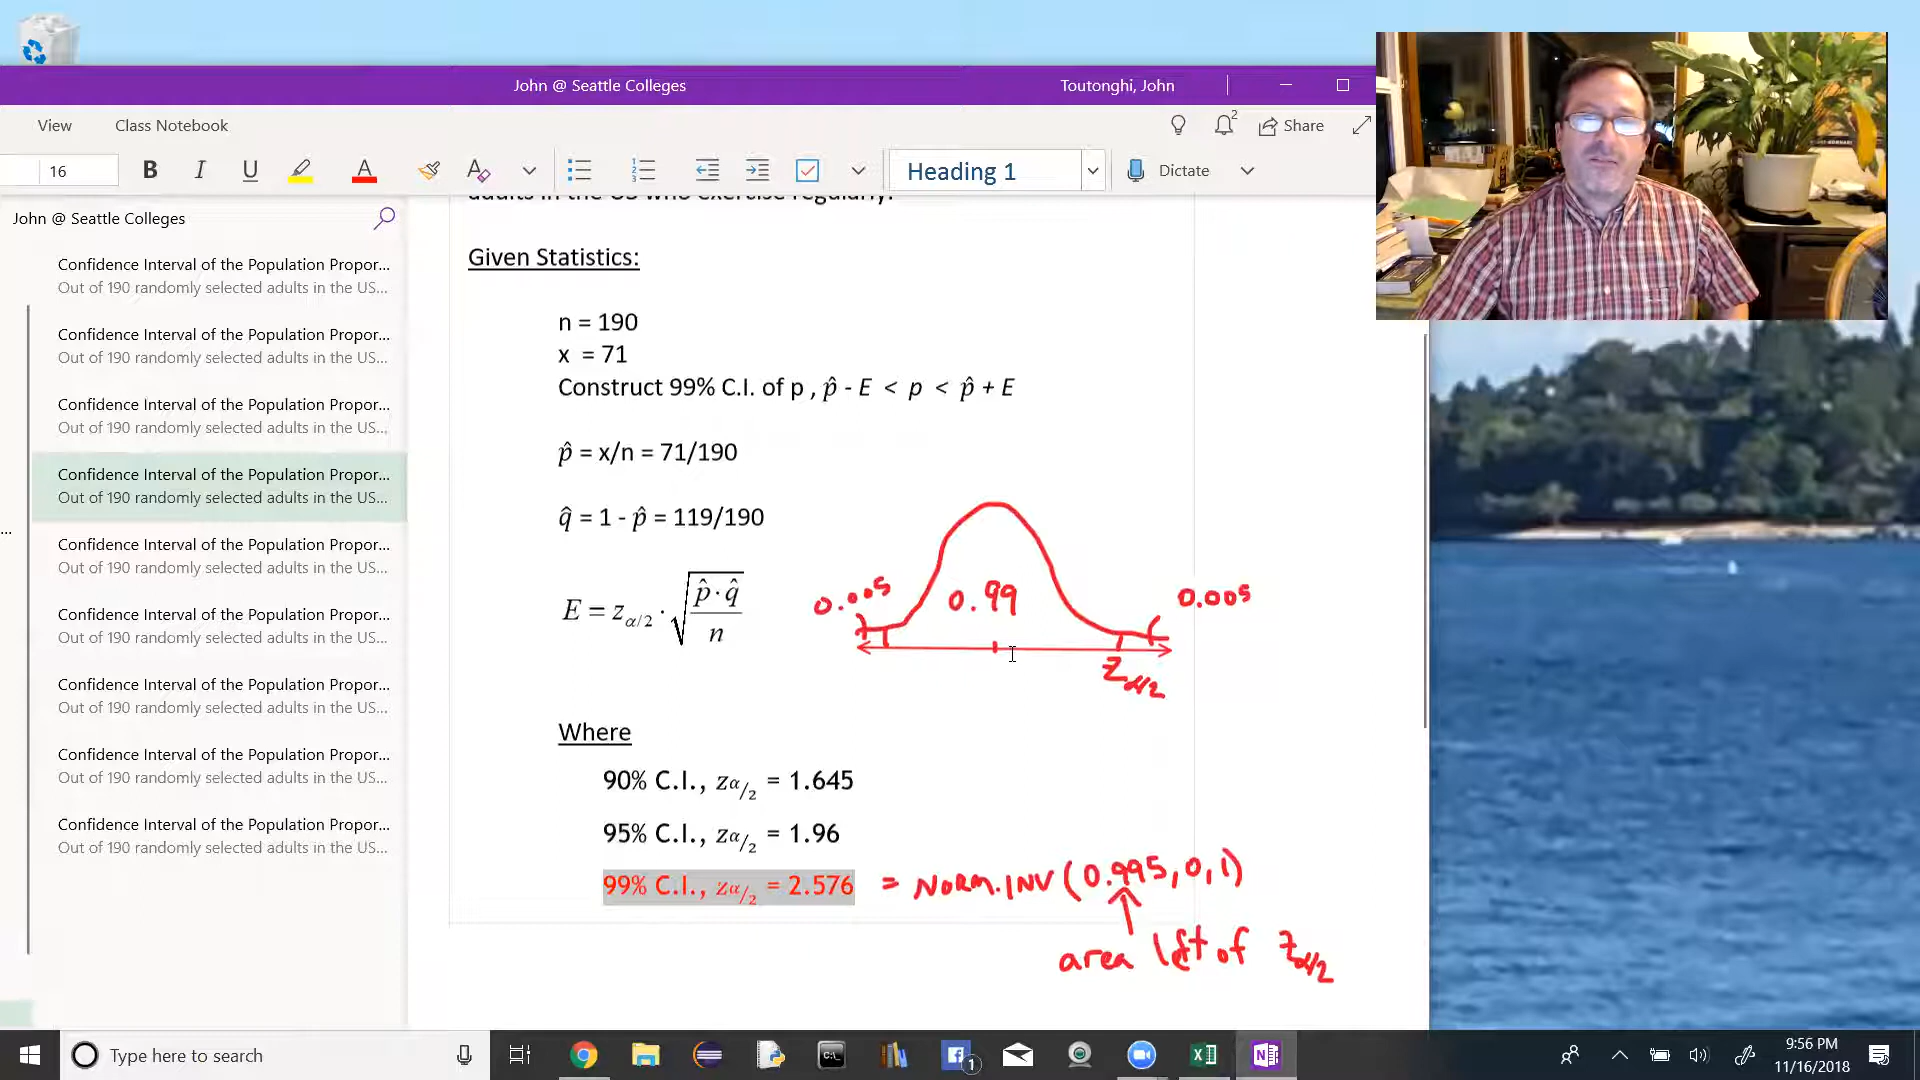 John @ Seattle Colleges
Toutonghi, John
View
Class Notebook
2
Share
16
B
I
U
A
A
Heading 1
Dictate
John @ Seattle Colleges
Confidence Interval of the Population Propor...
Out of 190 randomly selected adults in the US...
Confidence Interval of the Population Propor...
Out of 190 randomly selected adults in the US...
Confidence Interval of the Population Propor...
Out of 190 randomly selected adults in the US...
Confidence Interval of the Population Propor...
Out of 190 randomly selected adults in the US...
Confidence Interval of the Population Propor...
Out of 190 randomly selected adults in the US...
Confidence Interval of the Population Propor...
Out of 190 randomly selected adults in the US...
Confidence Interval of the Population Propor...
Out of 190 randomly selected adults in the US...
Confidence Interval of the Population Propor...
Out of 190 randomly selected adults in the US...
Confidence Interval of the Population Propor...
Out of 190 randomly selected adults in the US...
...
adults in the US who exercise regularly.
Given Statistics:
n = 190
x = 71
Construct 99% C.I. of p , p̂ - E < p < p̂ + E
p̂ = x/n = 71/190
q̂ = 1 - p̂ = 119/190
E = z α/2 · √(p̂ · q̂ / n)
0.005
0.99
0.005
Z α/2
Where
90% C.I., z α/2 = 1.645
95% C.I., z α/2 = 1.96
99% C.I., z α/2 = 2.576 = NORM.INV (0.995, 0, 1)
area left of Z α/2
Type here to search
C:\
1
N
9:56 PM
11/16/2018